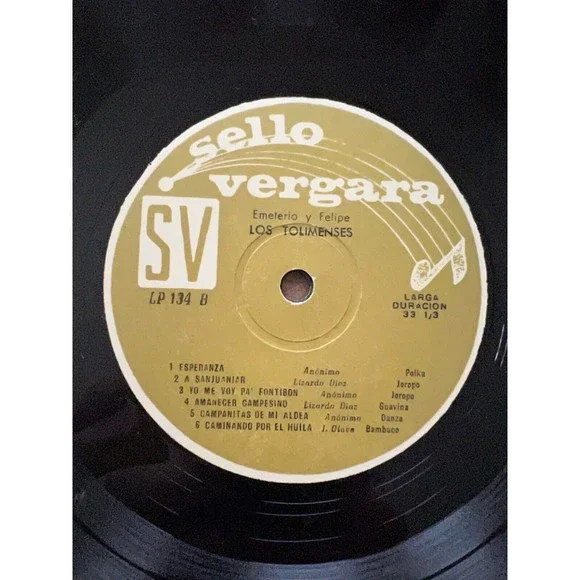 sello
vergara
Emeterio y Felipe
LOS TOLIMENSES
SV
LP 134 B
LARGA
DURACION
33 1/3
1 ESPERANZA Anónimo Polka
2 A SANJUANIAR Lizardo Díaz Joropo
3 YO ME VOY PA' FONTIBON Anónimo Joropo
4 AMANECER CAMPESINO Lizardo Díaz Guavina
5 CAMPANITAS DE MI ALDEA Anónimo Danza
6 CAMINANDO POR EL HUILA J. Olave Bambuco